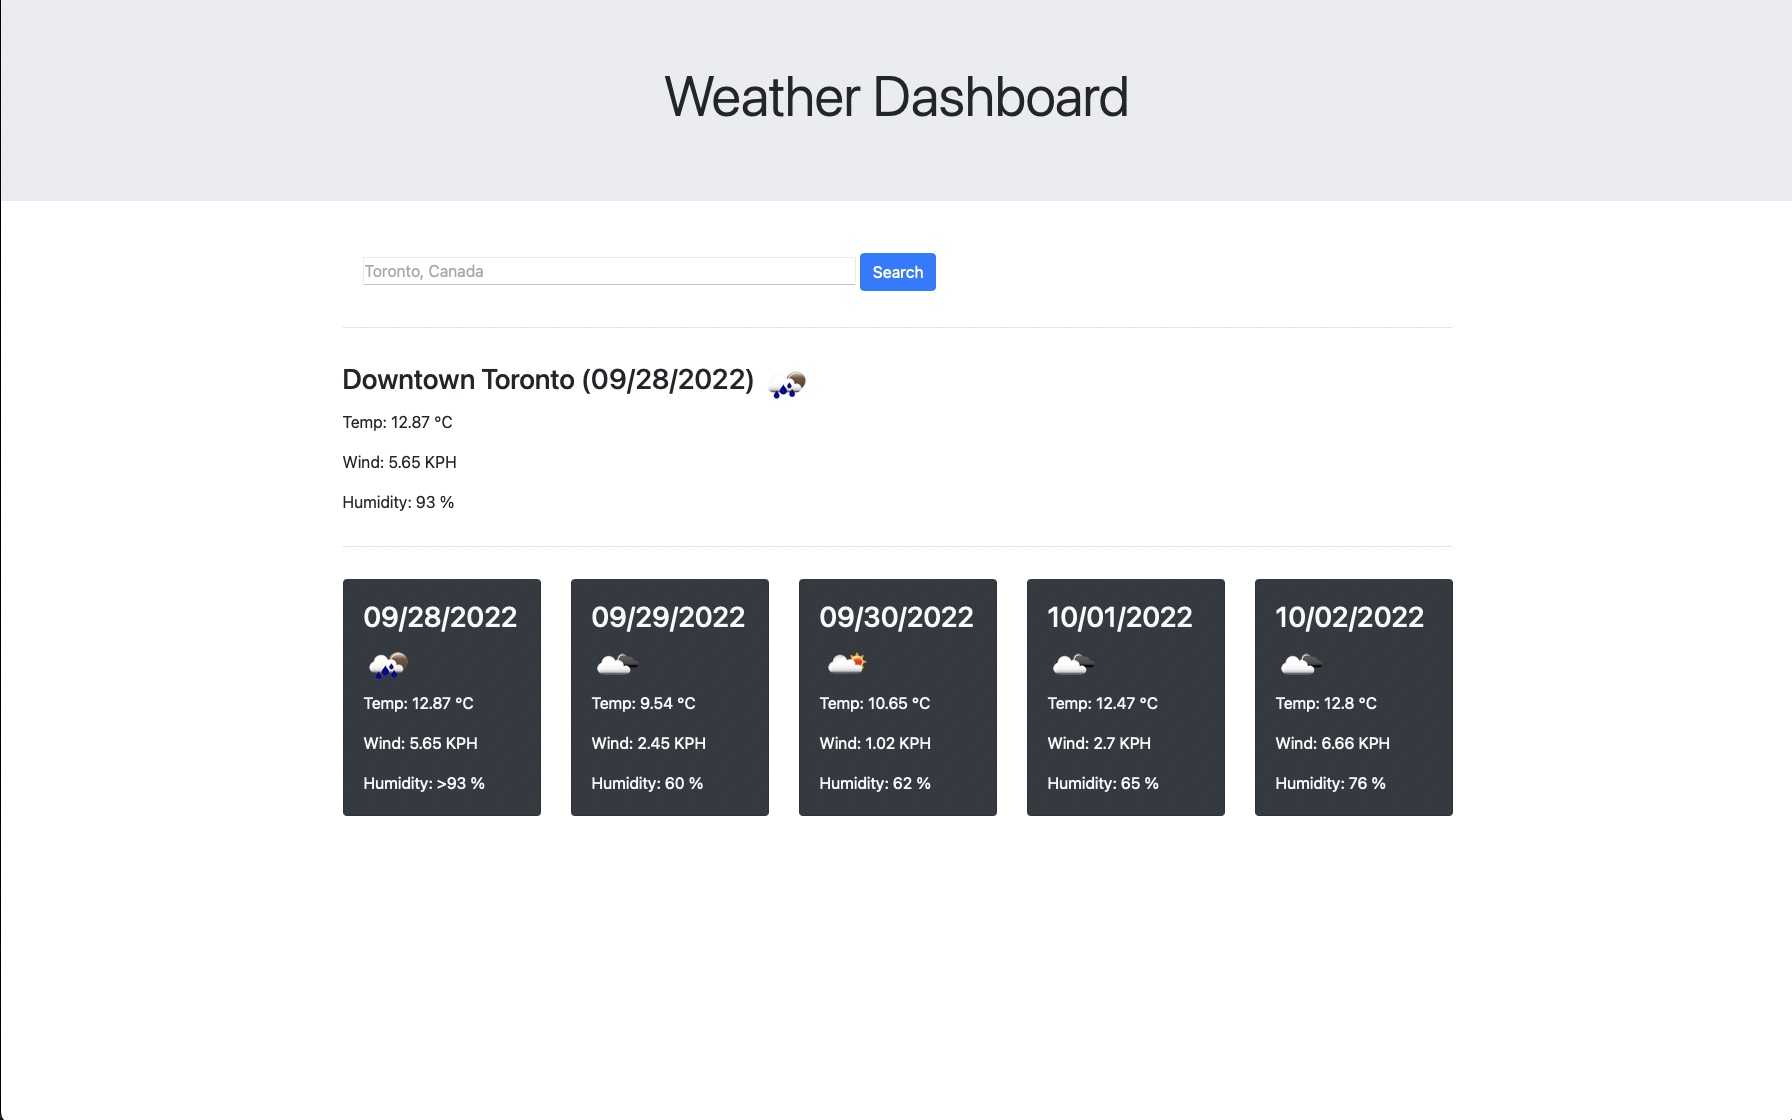 Weather Dashboard
Toronto, Canada
Search
Downtown Toronto (09/28/2022)
Temp: 12.87 °C
Wind: 5.65 KPH
Humidity: 93 %
09/28/2022
Temp: 12.87 °C
Wind: 5.65 KPH
Humidity: >93 %
09/29/2022
Temp: 9.54 °C
Wind: 2.45 KPH
Humidity: 60 %
09/30/2022
Temp: 10.65 °C
Wind: 1.02 KPH
Humidity: 62 %
10/01/2022
Temp: 12.47 °C
Wind: 2.7 KPH
Humidity: 65 %
10/02/2022
Temp: 12.8 °C
Wind: 6.66 KPH
Humidity: 76 %